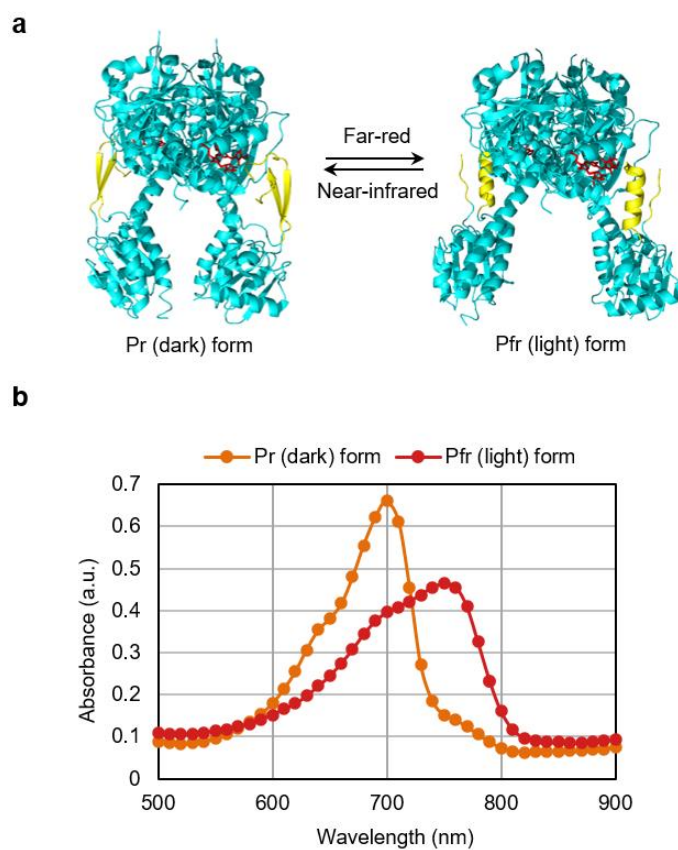 a
Far-red
Near-infrared
Pr (dark) form
Pfr (light) form
b
Pr (dark) form
Pfr (light) form
0.7
0.6
0.5
0.4
0.3
0.2
0.1
0
Absorbance (a.u.)
500
600
700
800
900
Wavelength (nm)